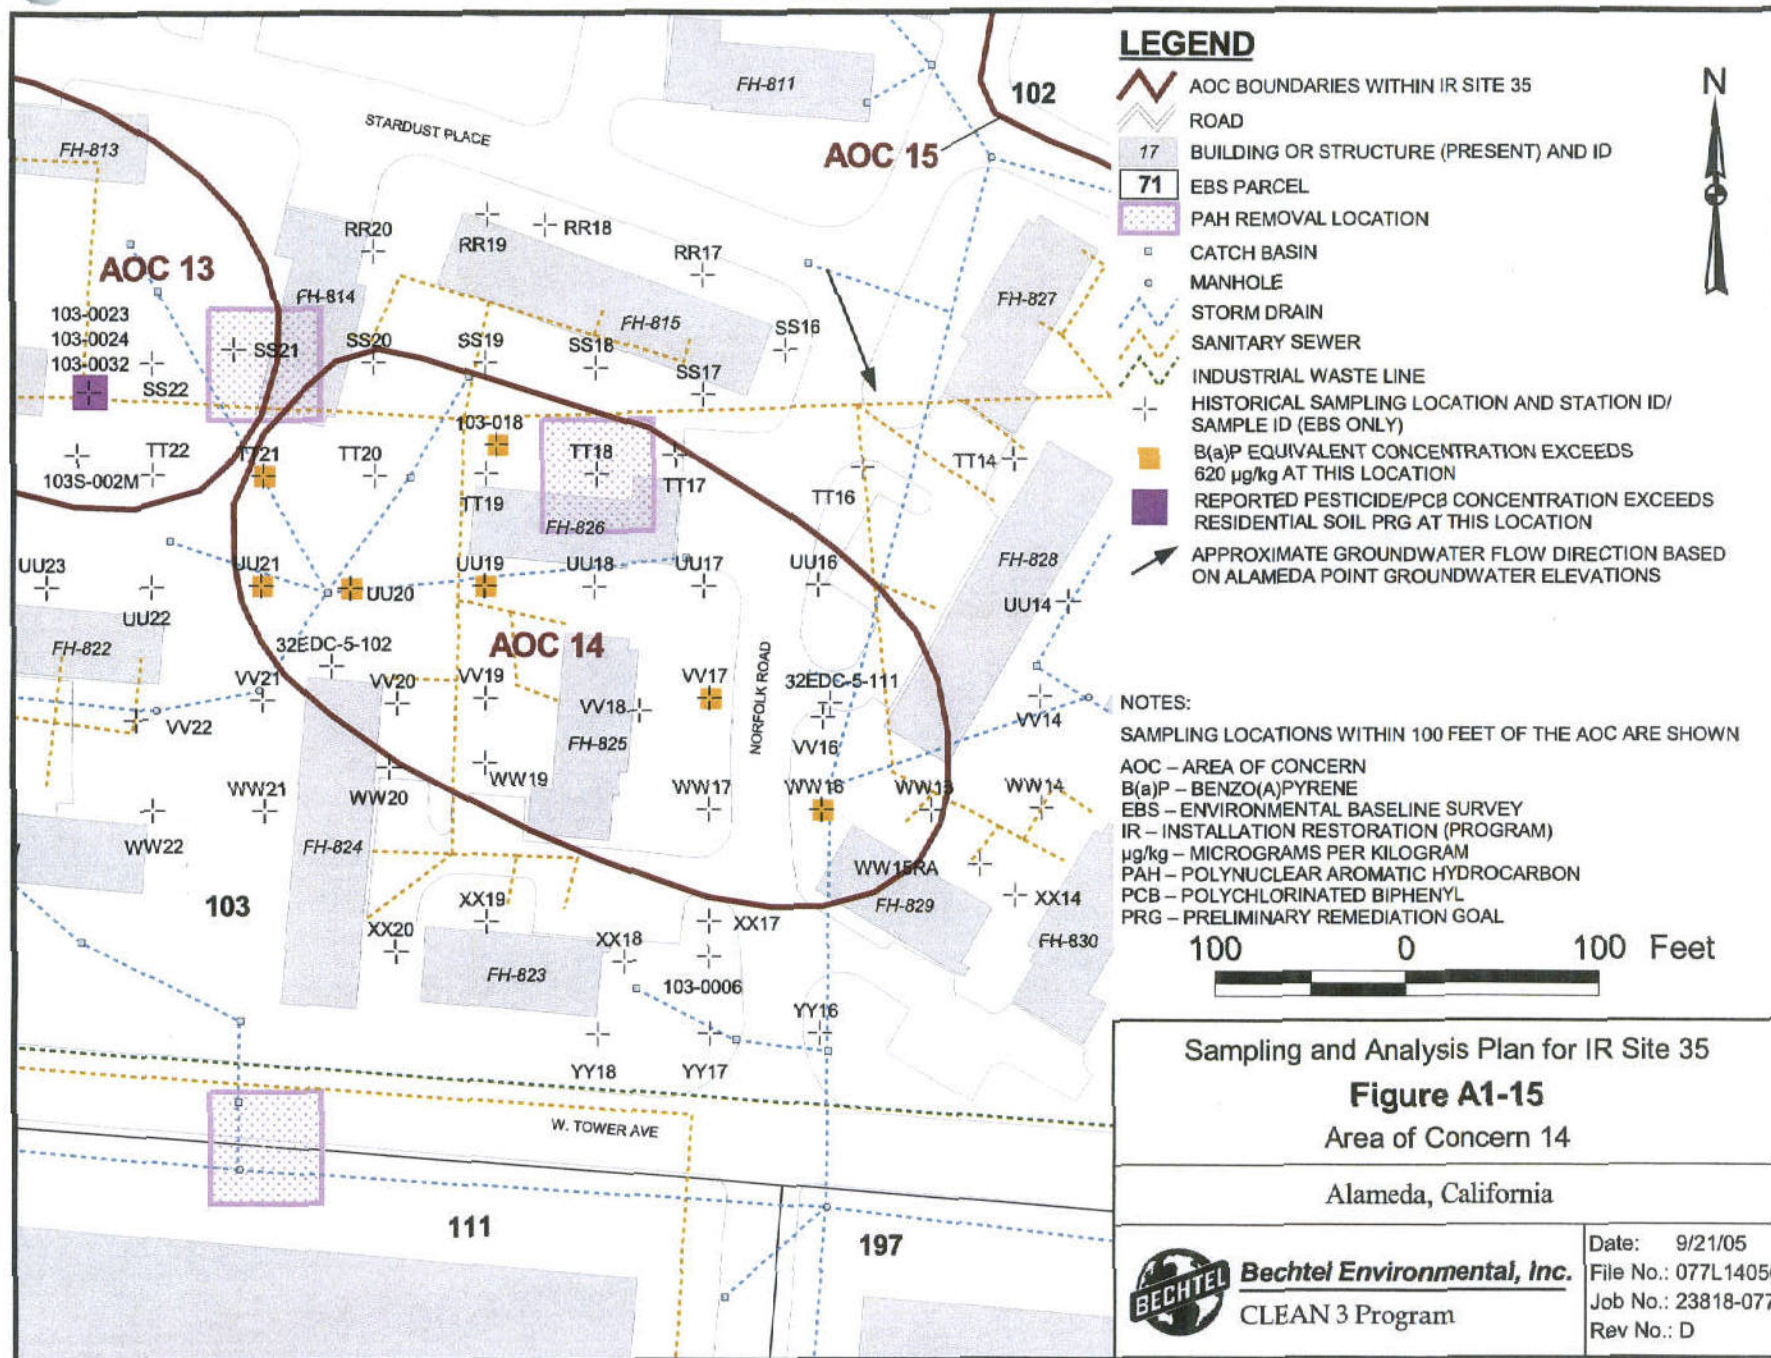 FH-811
102
STARDUST PLACE
AOC 15
FH-813
RR20
RR19
RR18
RR17
AOC 13
FH-814
FH-815
FH-827
103-0023
103-0024
103-0032
SS22
SS21
SS20
SS19
SS18
SS17
SS16
103-018
TT22
103S-002M
TT21
TT20
TT19
TT18
TT17
TT16
TT14
FH-826
FH-828
UU23
UU22
UU21
UU20
UU19
UU18
UU17
UU16
UU14
FH-822
32EDC-5-102
AOC 14
NORFOLK ROAD
VV22
VV21
VV20
VV19
VV18
VV17
32EDC-5-111
VV16
VV14
FH-825
WW22
WW21
WW20
WW19
WW17
WW16
WW14
FH-824
WW15RA
FH-829
103
XX20
XX19
XX18
XX17
XX14
FH-823
FH-830
103-0006
YY18
YY17
YY16
W. TOWER AVE
111
197
LEGEND
N
AOC BOUNDARIES WITHIN IR SITE 35
ROAD
17 BUILDING OR STRUCTURE (PRESENT) AND ID
71 EBS PARCEL
PAH REMOVAL LOCATION
CATCH BASIN
MANHOLE
STORM DRAIN
SANITARY SEWER
INDUSTRIAL WASTE LINE
HISTORICAL SAMPLING LOCATION AND STATION ID/
SAMPLE ID (EBS ONLY)
B(a)P EQUIVALENT CONCENTRATION EXCEEDS
620 µg/kg AT THIS LOCATION
REPORTED PESTICIDE/PCB CONCENTRATION EXCEEDS
RESIDENTIAL SOIL PRG AT THIS LOCATION
APPROXIMATE GROUNDWATER FLOW DIRECTION BASED
ON ALAMEDA POINT GROUNDWATER ELEVATIONS
NOTES:
SAMPLING LOCATIONS WITHIN 100 FEET OF THE AOC ARE SHOWN
AOC – AREA OF CONCERN
B(a)P – BENZO(A)PYRENE
EBS – ENVIRONMENTAL BASELINE SURVEY
IR – INSTALLATION RESTORATION (PROGRAM)
µg/kg – MICROGRAMS PER KILOGRAM
PAH – POLYNUCLEAR AROMATIC HYDROCARBON
PCB – POLYCHLORINATED BIPHENYL
PRG – PRELIMINARY REMEDIATION GOAL
100 0 100 Feet
Sampling and Analysis Plan for IR Site 35
Figure A1-15
Area of Concern 14
Alameda, California
BECHTEL
Bechtel Environmental, Inc.
CLEAN 3 Program
Date: 9/21/05
File No.: 077L1405
Job No.: 23818-077
Rev No.: D